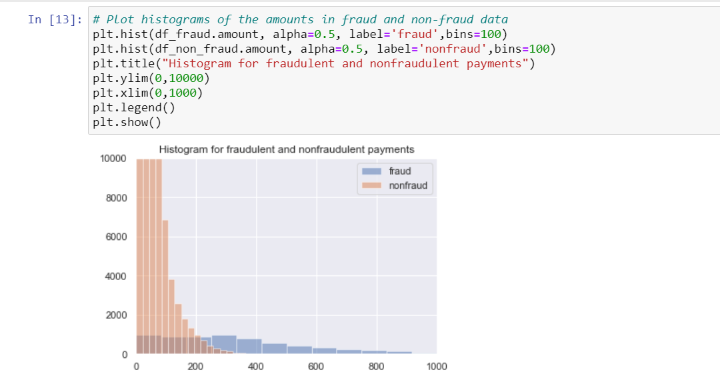 In [13]: # Plot histograms of the amounts in fraud and non-fraud data
plt.hist(df_fraud.amount, alpha=0.5, label='fraud',bins=100)
plt.hist(df_non_fraud.amount, alpha=0.5, label='nonfraud',bins=100)
plt.title("Histogram for fraudulent and nonfraudulent payments")
plt.ylim(0,10000)
plt.xlim(0,1000)
plt.legend()
plt.show()
Histogram for fraudulent and nonfraudulent payments
10000
fraud
nonfraud
8000
6000
4000
2000
0
0 200 400 600 800 1000